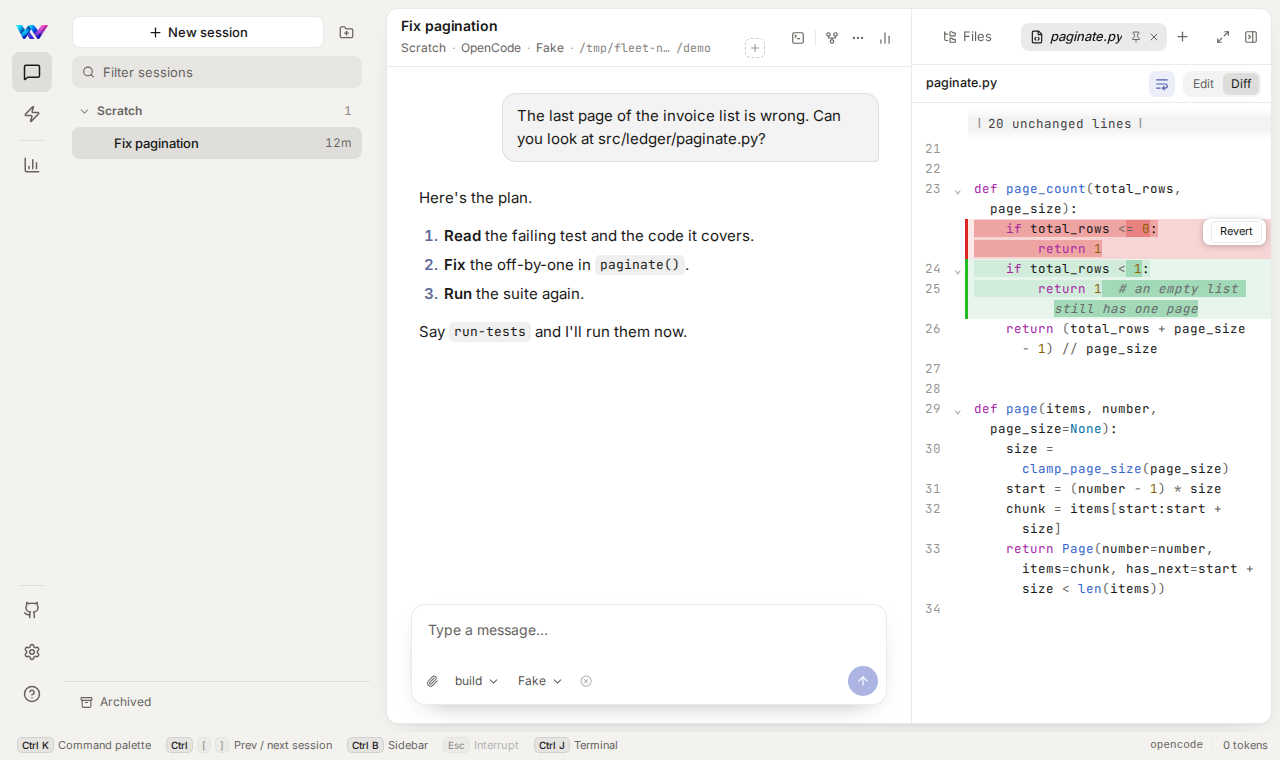 New session
Filter sessions
Scratch 1
Fix pagination 12m
Archived
Fix pagination
Scratch · OpenCode · Fake · /tmp/fleet-n… /demo
The last page of the invoice list is wrong. Can
you look at src/ledger/paginate.py?
Here's the plan.
1. Read the failing test and the code it covers.
2. Fix the off-by-one in paginate().
3. Run the suite again.
Say run-tests and I'll run them now.
Type a message...
build Fake
Files paginate.py
paginate.py Edit Diff
20 unchanged lines
21
22
23 def page_count(total_rows,
page_size):
if total_rows <= 0: Revert
return 1
24 if total_rows < 1:
25 return 1 # an empty list
still has one page
26 return (total_rows + page_size
- 1) // page_size
27
28
29 def page(items, number,
page_size=None):
30 size =
clamp_page_size(page_size)
31 start = (number - 1) * size
32 chunk = items[start:start +
size]
33 return Page(number=number,
items=chunk, has_next=start +
size < len(items))
34
Ctrl K Command palette Ctrl [ ] Prev / next session Ctrl B Sidebar Esc Interrupt Ctrl J Terminal opencode 0 tokens